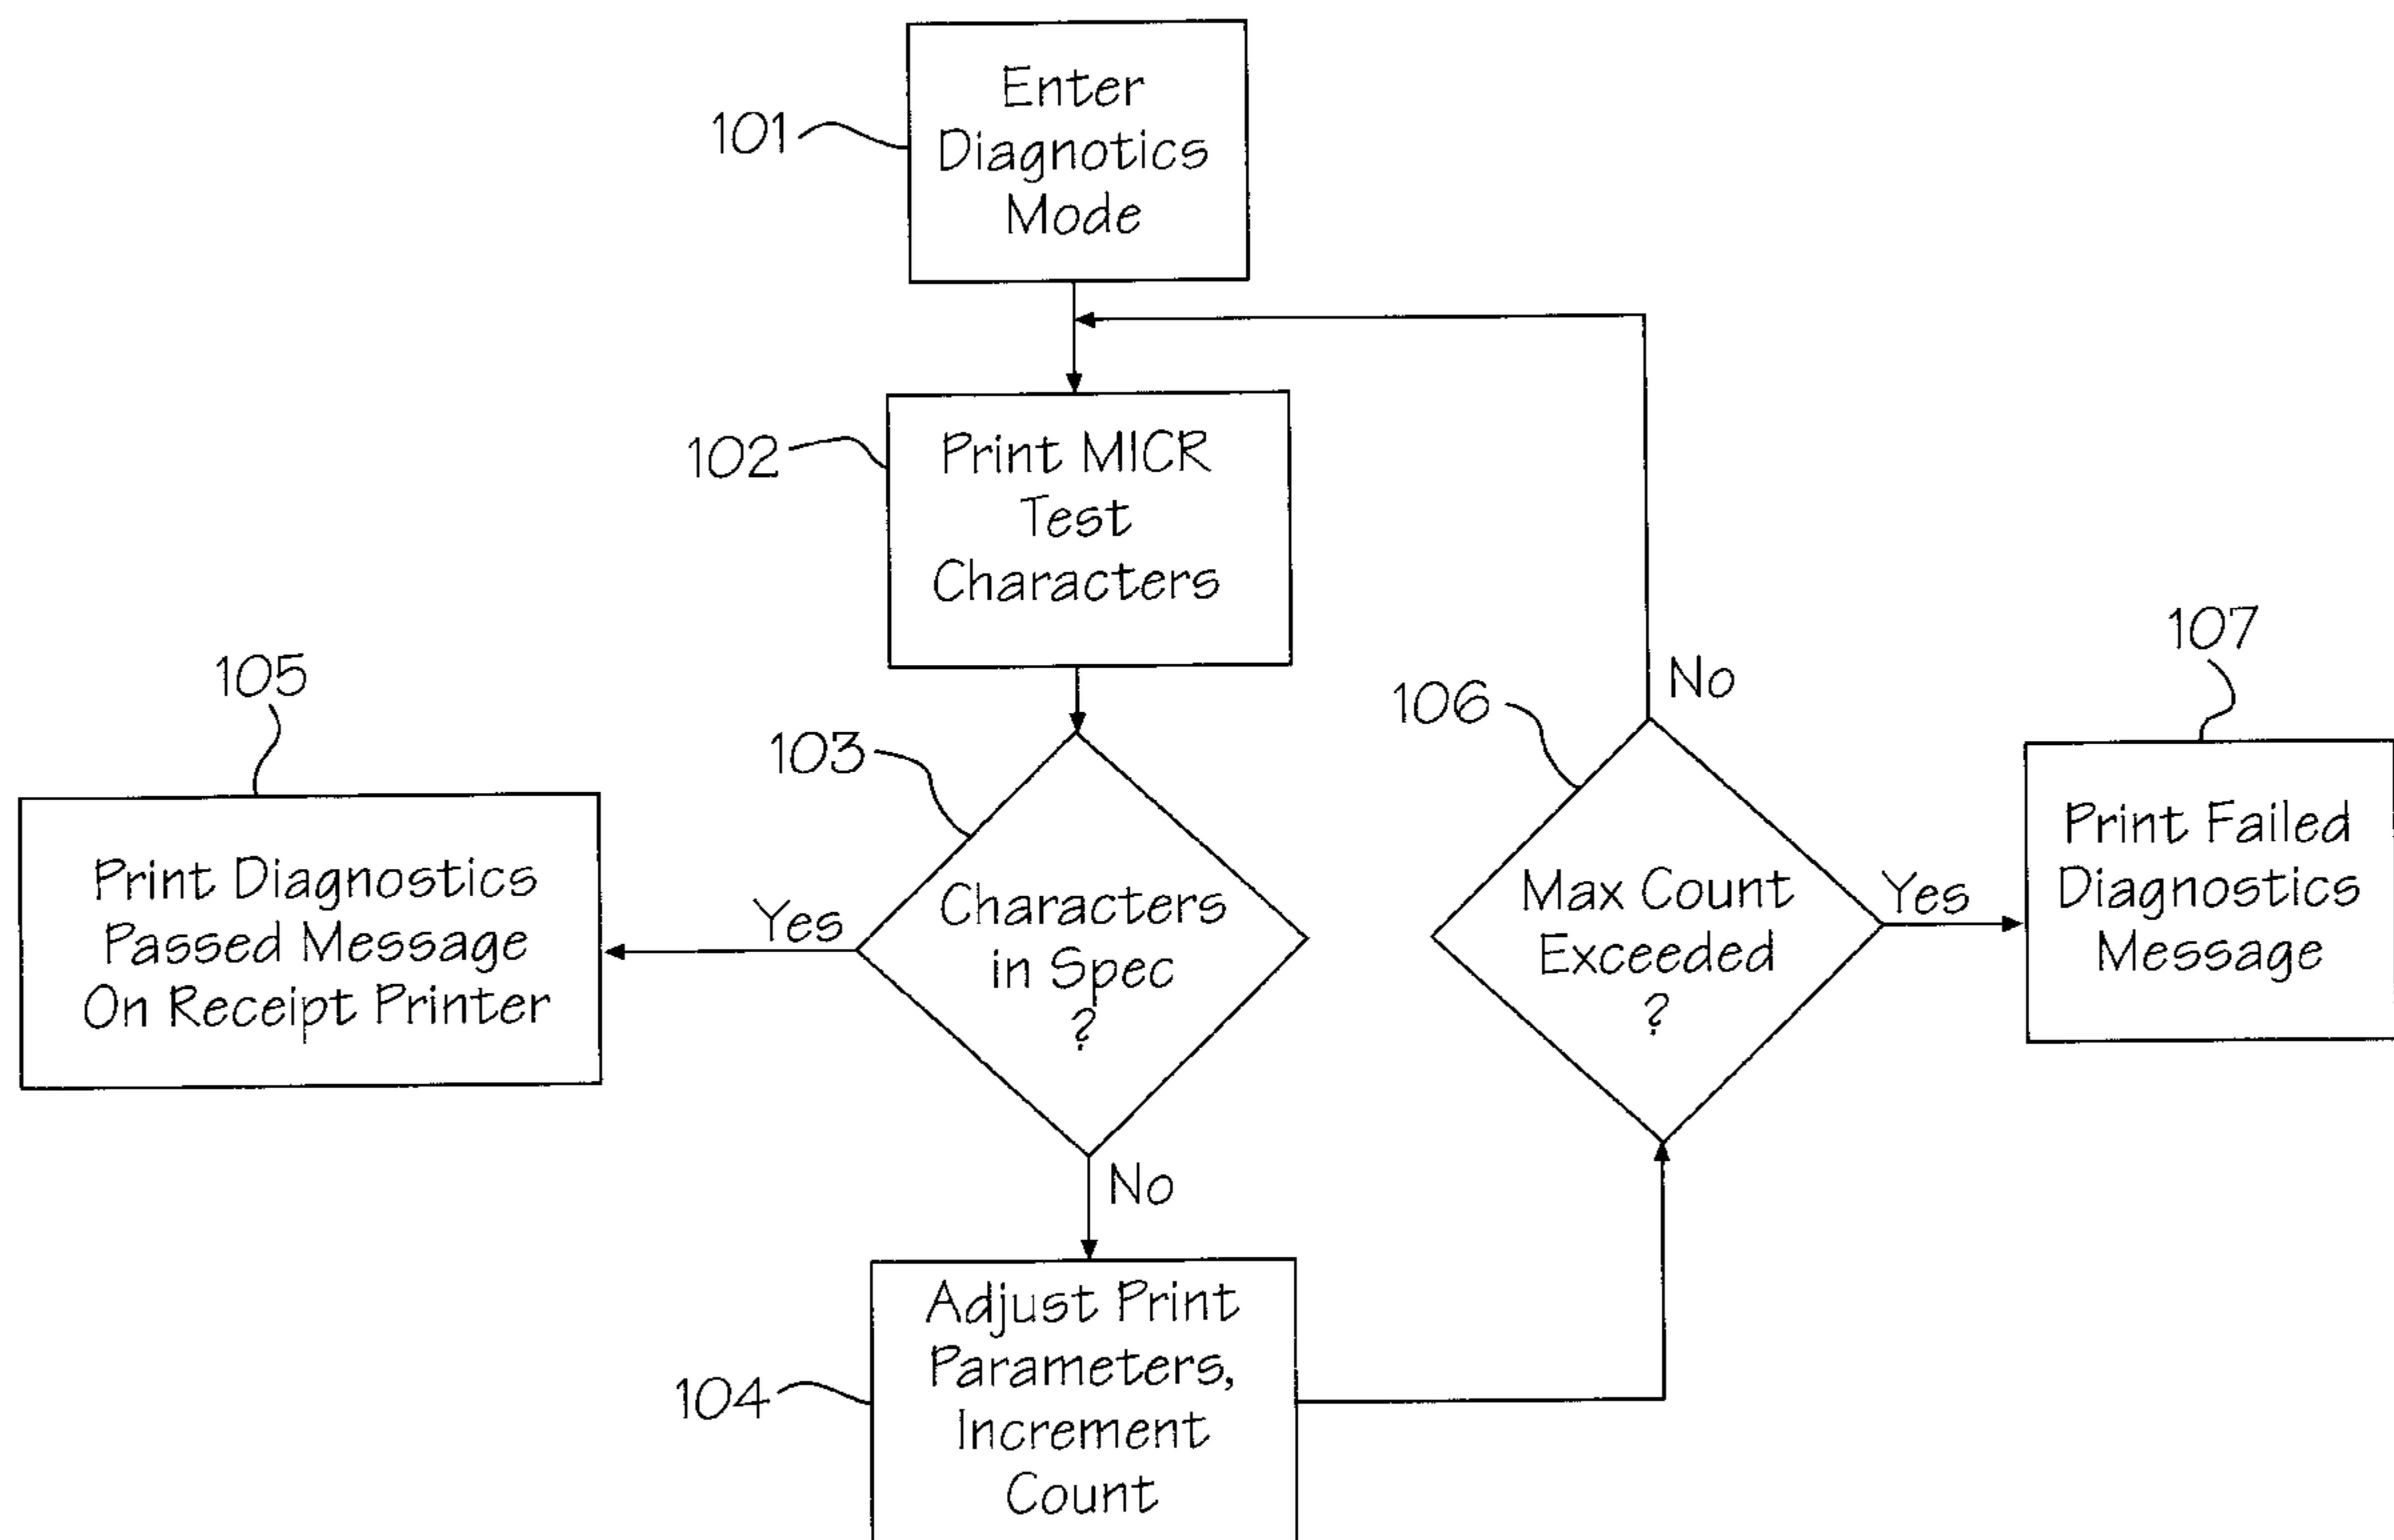 101
Enter
Diagnotics
Mode
102
Print MICR
Test
Characters
103
Characters
in Spec
?
Yes
No
105
Print Diagnostics
Passed Message
On Receipt Printer
104
Adjust Print
Parameters,
Increment
Count
106
Max Count
Exceeded
?
No
Yes
107
Print Failed
Diagnostics
Message